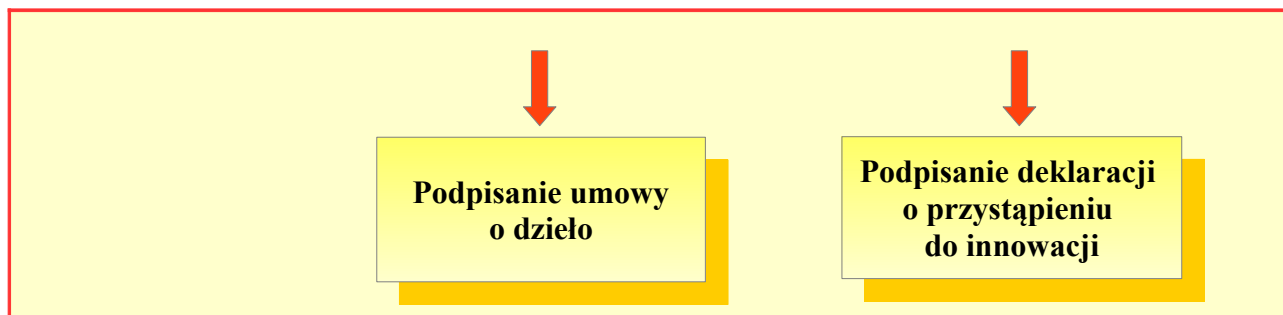 Podpisanie umowy
o dzieło
Podpisanie deklaracji
o przystąpieniu
do innowacji